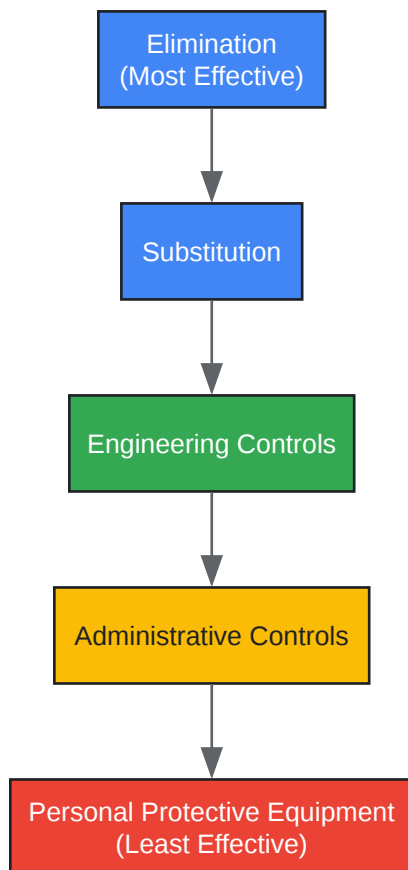 Elimination
(Most Effective)
Substitution
Engineering Controls
Administrative Controls
Personal Protective Equipment
(Least Effective)